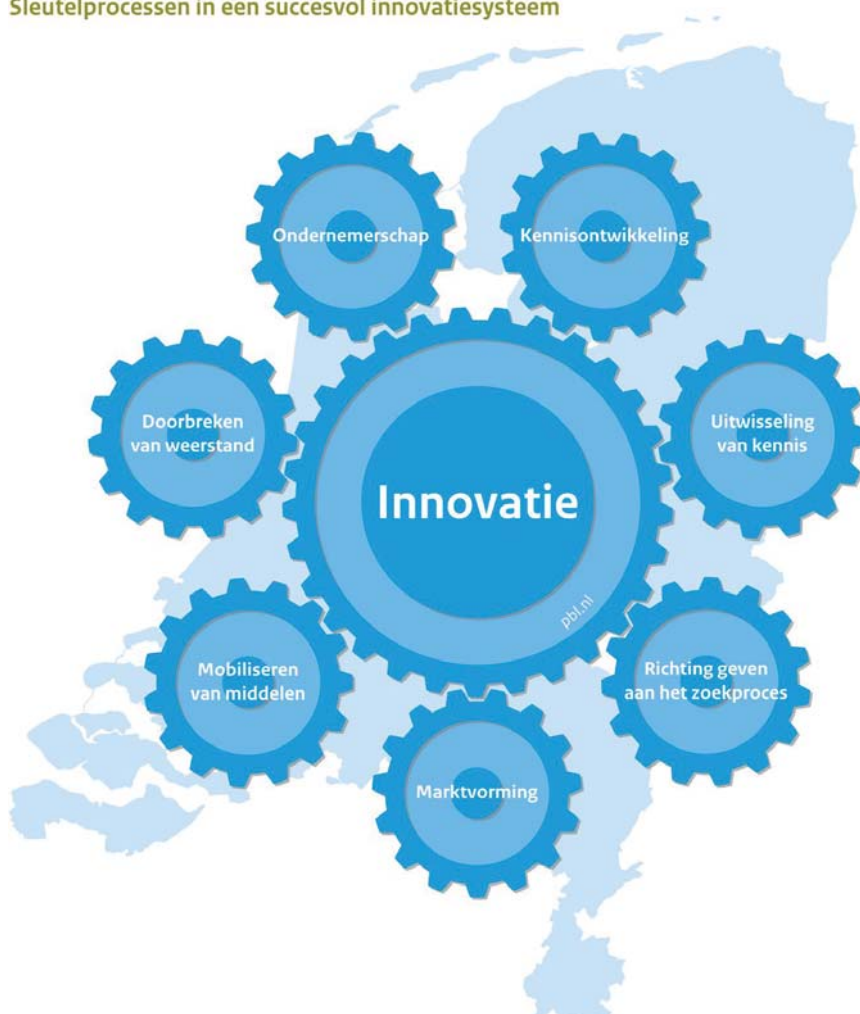 Sleutelprocessen in een succesvol innovatiesysteem
Ondernemerschap
Kennisontwikkeling
Doorbreken
van weerstand
Uitwisseling
van kennis
Innovatie
pbl.nl
Mobiliseren
van middelen
Richting geven
aan het zoekproces
Marktvorming